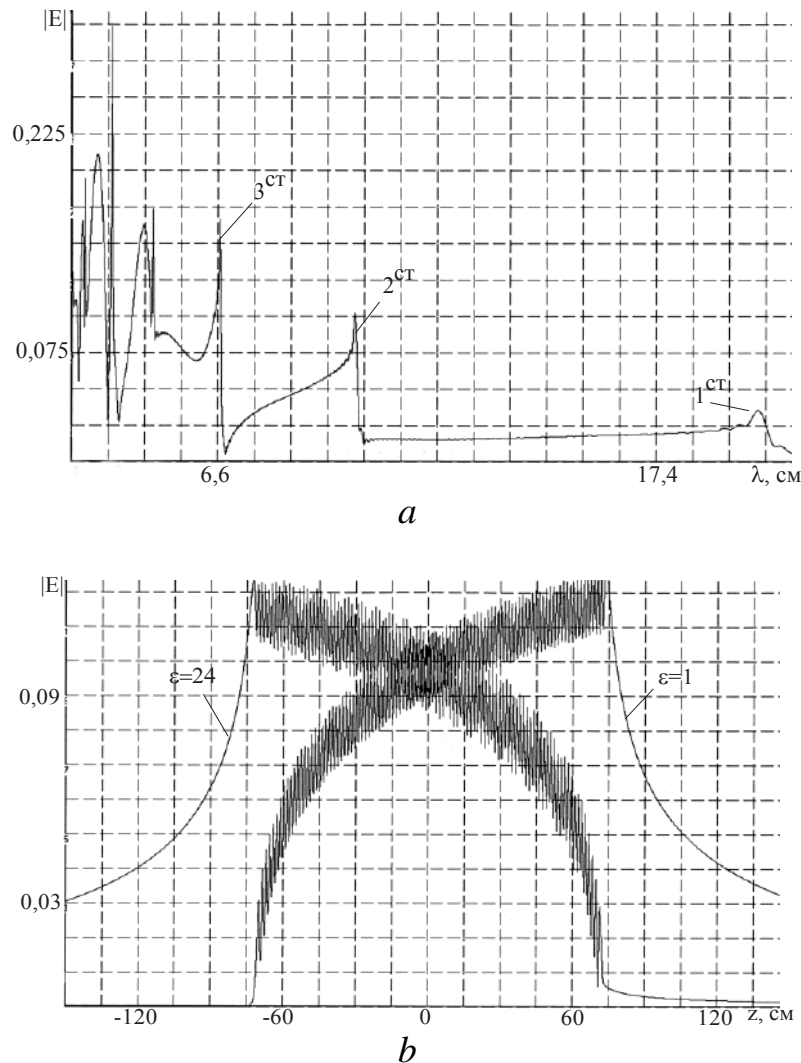 |E|
0,225
3ст
2ст
0,075
1ст
6,6
17,4
λ, см
a
|E|
ε=24
ε=1
0,09
0,03
-120
-60
0
60
120
z, см
b